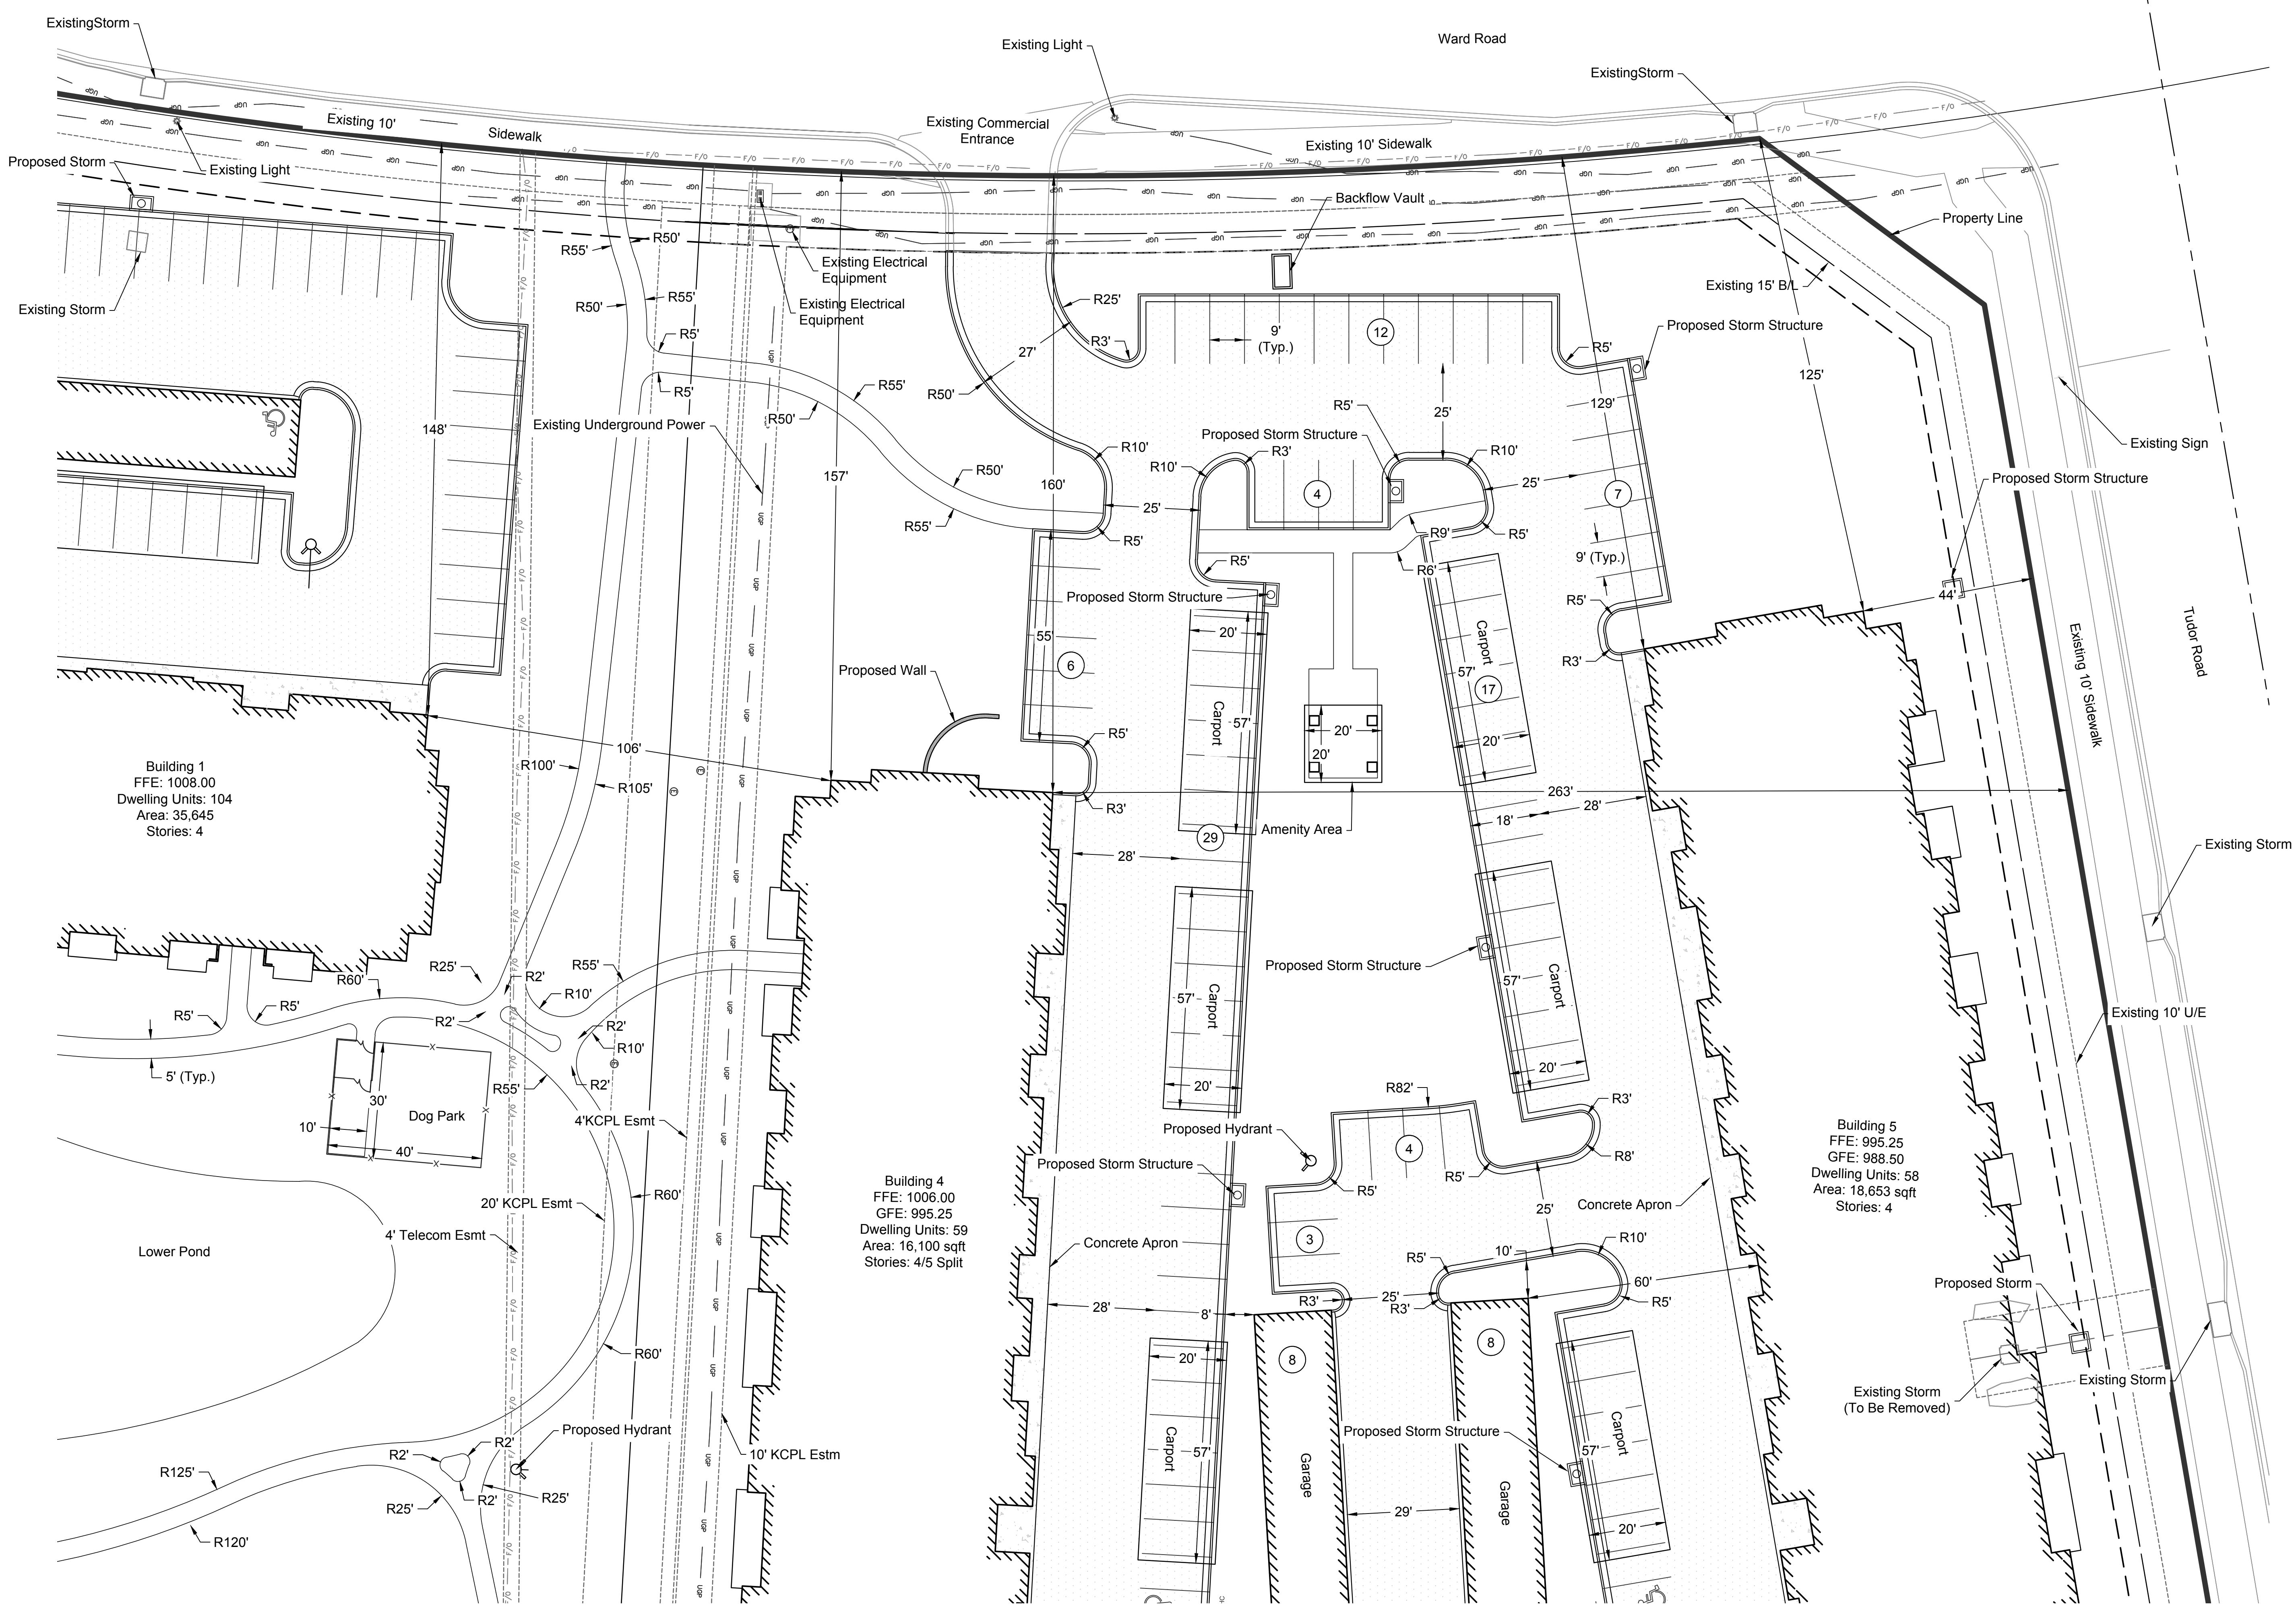 ExistingStorm
Existing Light
Ward Road
ExistingStorm
Existing 10'
Sidewalk
Existing Commercial
Entrance
Existing 10' Sidewalk
Proposed Storm
Existing Light
Backflow Vault
Property Line
R55'
R50'
Existing Electrical
Equipment
Existing 15' B/L
Existing Storm
R50'
R55'
Existing Electrical
Equipment
R25'
R5'
R3'
9'
(Typ.)
12
R5'
Proposed Storm Structure
27'
R5'
R55'
R50'
R50'
125'
129'
25'
R5'
148'
Existing Underground Power
Proposed Storm Structure
Existing Sign
R10'
R3'
R10'
R10'
157'
R50'
160'
4
25'
7
Proposed Storm Structure
25'
R55'
R5'
R9'
R5'
R5'
R6'
9' (Typ.)
Proposed Storm Structure
R5'
44'
55'
20'
Carport
57'
R3'
6
17
Proposed Wall
Tudor Road
Existing 10' Sidewalk
Carport
57'
20'
20'
20'
R5'
106'
Building 1
FFE: 1008.00
Dwelling Units: 104
Area: 35,645
Stories: 4
R100'
R105'
263'
R3'
28'
18'
Amenity Area
29
Existing Storm
28'
R25'
R55'
R2'
R60'
R10'
Proposed Storm Structure
57'
Carport
57'
Carport
R5'
R5'
R2'
R2'
R10'
Existing 10' U/E
5' (Typ.)
R55'
R2'
20'
20'
R82'
R3'
30'
Dog Park
10'
40'
4'KCPL Esmt
Proposed Hydrant
4
R8'
Building 5
FFE: 995.25
GFE: 988.50
Dwelling Units: 58
Area: 18,653 sqft
Stories: 4
Proposed Storm Structure
R5'
R5'
Building 4
FFE: 1006.00
GFE: 995.25
Dwelling Units: 59
Area: 16,100 sqft
Stories: 4/5 Split
R60'
20' KCPL Esmt
Concrete Apron
25'
4' Telecom Esmt
Lower Pond
Concrete Apron
3
R5'
10'
R10'
Proposed Storm
60'
28'
8'
R3'
25'
R3'
R5'
R60'
20'
8
8
Existing Storm
Existing Storm
(To Be Removed)
Proposed Hydrant
R2'
R2'
10' KCPL Estm
Carport
57'
Proposed Storm Structure
Carport
57'
Garage
Garage
R125'
R2'
R25'
R25'
29'
20'
R120'
UGP
F/O